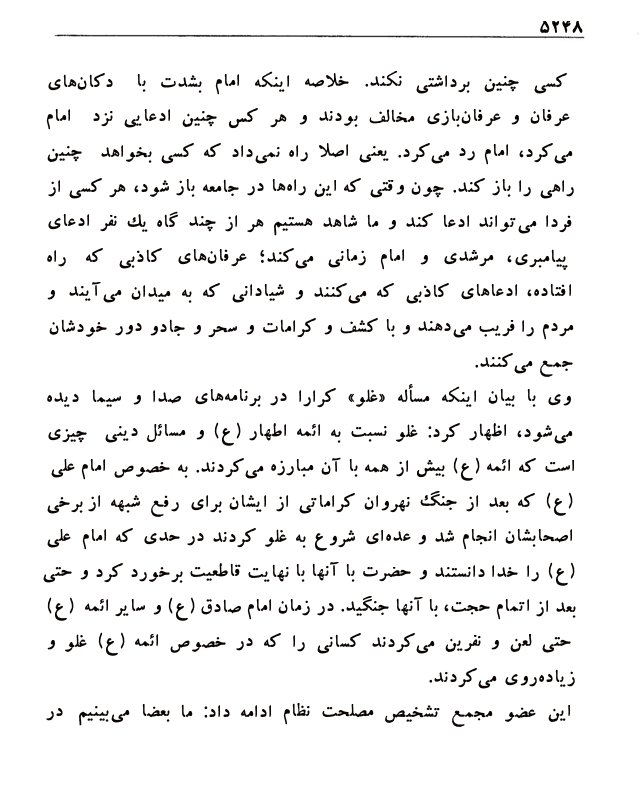 ۵۲۴۸
کسی چنین برداشتی نکند. خلاصه اینکه امام بشدت با دکان‌های
عرفان و عرفان‌بازی مخالف بودند و هر کس چنین ادعایی نزد امام
می‌کرد، امام رد می‌کرد. یعنی اصلا راه نمی‌داد که کسی بخواهد چنین
راهی را باز کند. چون وقتی که این راه‌ها در جامعه باز شود، هر کسی از
فردا می‌تواند ادعا کند و ما شاهد هستیم هر از چند گاه یك نفر ادعای
پیامبری، مرشدی و امام زمانی می‌کند؛ عرفان‌های کاذبی که راه
افتاده، ادعاهای کاذبی که می‌کنند و شیادانی که به میدان می‌آیند و
مردم را فریب می‌دهند و با کشف و کرامات و سحر و جادو دور خودشان
جمع می‌کنند.
وی با بیان اینکه مسأله «غلو» کرارا در برنامه‌های صدا و سیما دیده
می‌شود، اظهار کرد: غلو نسبت به ائمه اطهار (ع) و مسائل دینی چیزی
است که ائمه (ع) بیش از همه با آن مبارزه می‌کردند. به خصوص امام علی
(ع) که بعد از جنگ نهروان کراماتی از ایشان برای رفع شبهه از برخی
اصحابشان انجام شد و عده‌ای شروع به غلو کردند در حدی که امام علی
(ع) را خدا دانستند و حضرت با آنها با نهایت قاطعیت برخورد کرد و حتی
بعد از اتمام حجت، با آنها جنگید. در زمان امام صادق (ع) و سایر ائمه (ع)
حتی لعن و نفرین می‌کردند کسانی را که در خصوص ائمه (ع) غلو و
زیاده‌روی می‌کردند.
این عضو مجمع تشخیص مصلحت نظام ادامه داد: ما بعضا می‌بینیم در